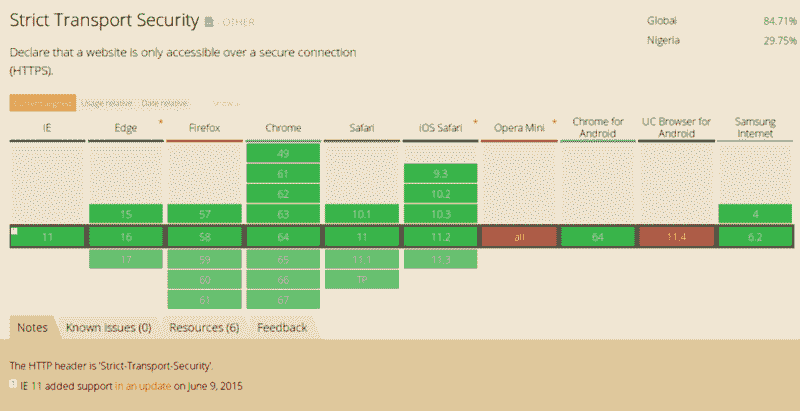 Strict Transport Security - OTHER
Global 84.71%
Nigeria 29.75%
Declare that a website is only accessible over a secure connection
(HTTPS).
Current aligned Usage relative Date relative
IE Edge * Firefox Chrome Safari iOS Safari * Opera Mini * Chrome for Android UC Browser for Android Samsung Internet
49
61 9.3
62 10.2
15 57 63 10.1 10.3 4
11 16 58 64 11 11.2 all 64 11.4 6.2
17 59 65 11.1 11.3
60 66 TP
61 67
Notes Known issues (0) Resources (6) Feedback
The HTTP header is 'Strict-Transport-Security'.
IE 11 added support in an update on June 9, 2015